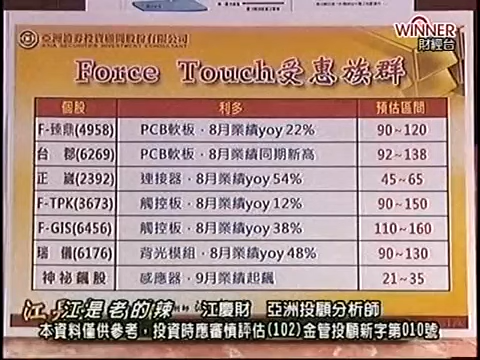 WINNER
財經台
亞洲證券投資顧問股份有限公司
ASIA SECURITIES INVESTMENT CONSULTANT
Force Touch受惠族群
個股 利多 預估區間
F-臻鼎(4958) PCB軟板．8月業績yoy 22% 90~120
台郡(6269) PCB軟板．8月業績同期新高 92~138
正崴(2392) 連接器．8月業績yoy 54% 45~65
F-TPK(3673) 觸控板．8月業績yoy 12% 90~150
F-GIS(6456) 觸控板．8月業績yoy 38% 110~160
瑞儀(6176) 背光模組．8月業績yoy 48% 90~130
神祕飆股 感應器．9月業績起飆 21~35
江是老的辣 江慶財 亞洲投顧分析師
本資料僅供參考，投資時應審慎評估(102)金管投顧新字第010號